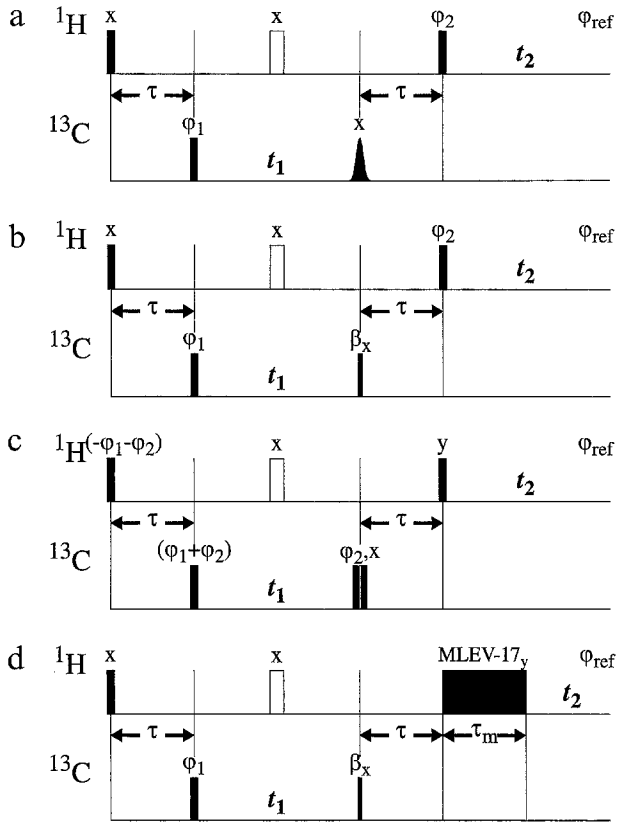 a
¹H x x φ₂ φref
t₂
τ τ
¹³C φ₁ x
t₁
b
¹H x x φ₂ φref
t₂
τ τ
¹³C φ₁ βₓ
t₁
c
¹H (-φ₁-φ₂) x y φref
t₂
τ τ
¹³C (φ₁+φ₂) φ₂,x
t₁
d
¹H x x MLEV-17y φref
t₂
τ τ τm
¹³C φ₁ βₓ
t₁